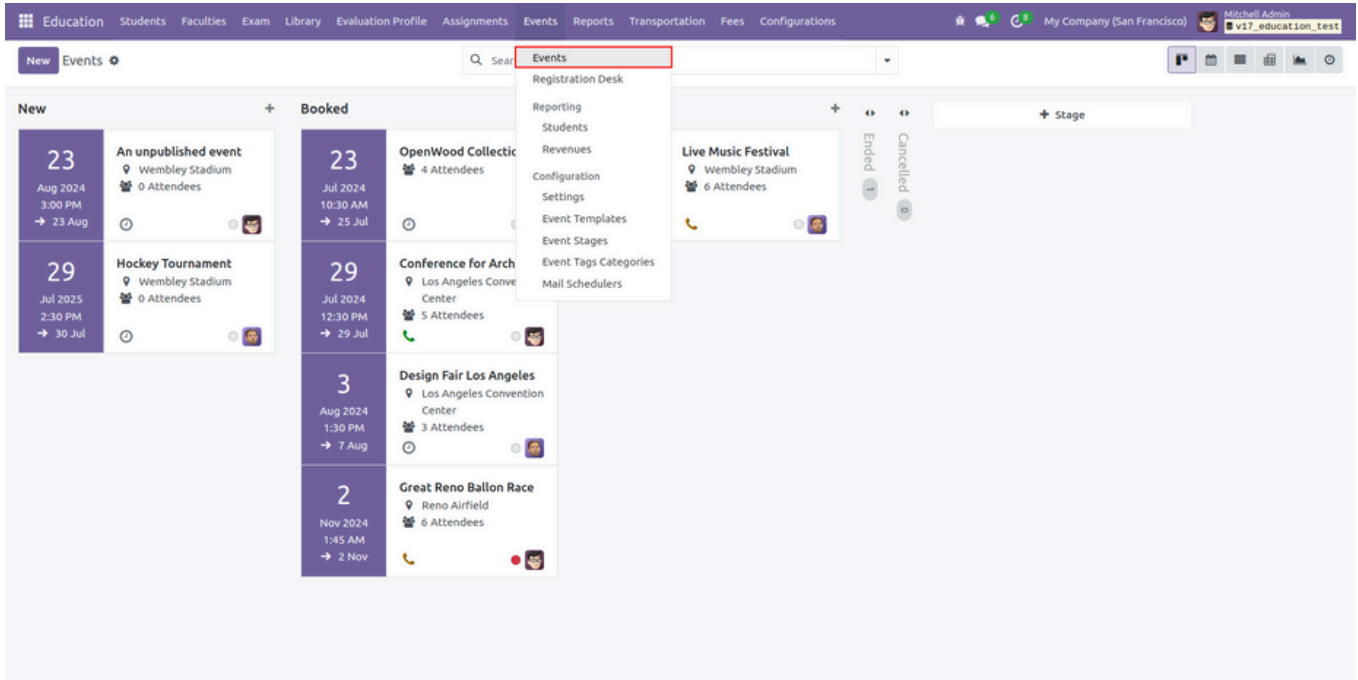 Education Students Faculties Exam Library Evaluation Profile Assignments Events Reports Transportation Fees Configurations 6 8 My Company (San Francisco) Mitchell Admin
v17_education_test
New Events Sear
Events
Registration Desk
Reporting
Students
Revenues
Configuration
Settings
Event Templates
Event Stages
Event Tags Categories
Mail Schedulers
New
23
Aug 2024
3:00 PM
→ 23 Aug
An unpublished event
Wembley Stadium
0 Attendees
29
Jul 2025
2:30 PM
→ 30 Jul
Hockey Tournament
Wembley Stadium
0 Attendees
Booked
23
Jul 2024
10:30 AM
→ 25 Jul
OpenWood Collectic
4 Attendees
29
Jul 2024
12:30 PM
→ 29 Jul
Conference for Arch
Los Angeles Conve
Center
5 Attendees
3
Aug 2024
1:30 PM
→ 7 Aug
Design Fair Los Angeles
Los Angeles Convention
Center
3 Attendees
2
Nov 2024
1:45 AM
→ 2 Nov
Great Reno Ballon Race
Reno Airfield
6 Attendees
Live Music Festival
Wembley Stadium
6 Attendees
Ended 1
Cancelled 0
+ Stage